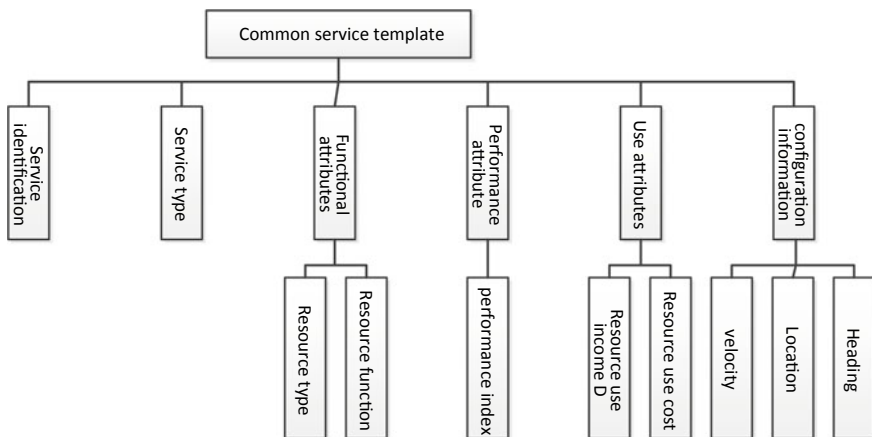 Common service template
Service
identification
Service type
Functional
attributes
Performance
attribute
Use attributes
configuration
information
Resource type
Resource function
performance index
Resource use
income D
Resource use cost
velocity
Location
Heading